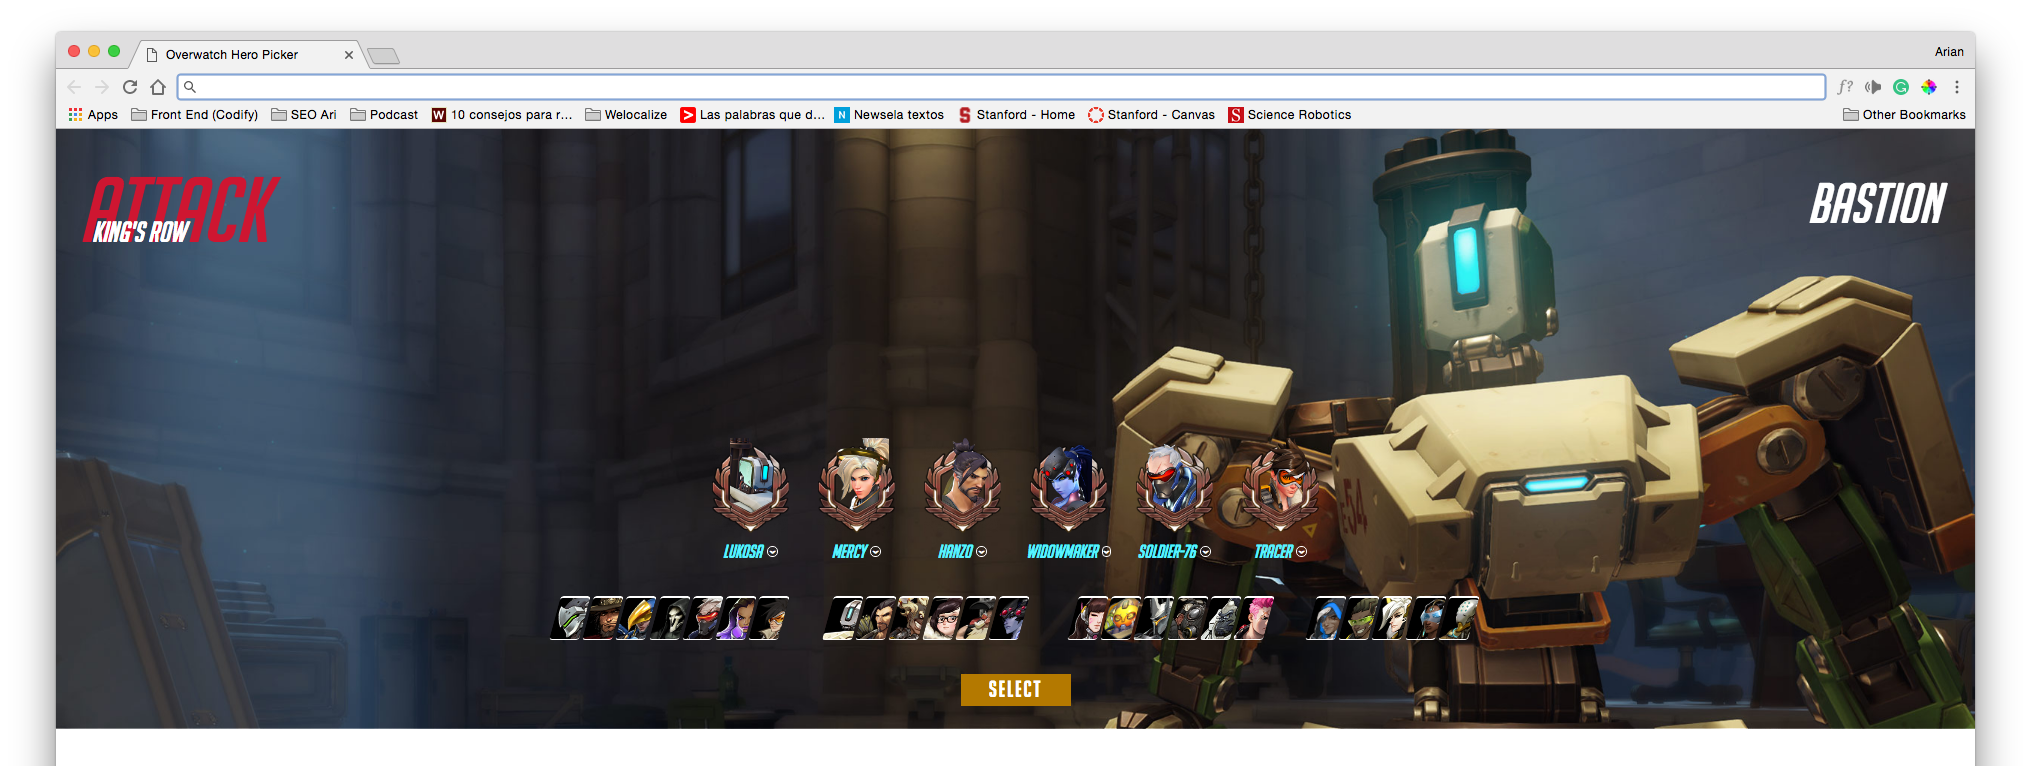 Overwatch Hero Picker
Arian
f?
Apps Front End (Codify) SEO Ari Podcast W 10 consejos para r... Welocalize Las palabras que d... N Newsela textos S Stanford - Home Stanford - Canvas S Science Robotics Other Bookmarks
ATTACK
KING'S ROW
BASTION
E54
LUKOSA MERCY HANZO WIDOWMAKER SOLDIER-76 TRACER
SELECT